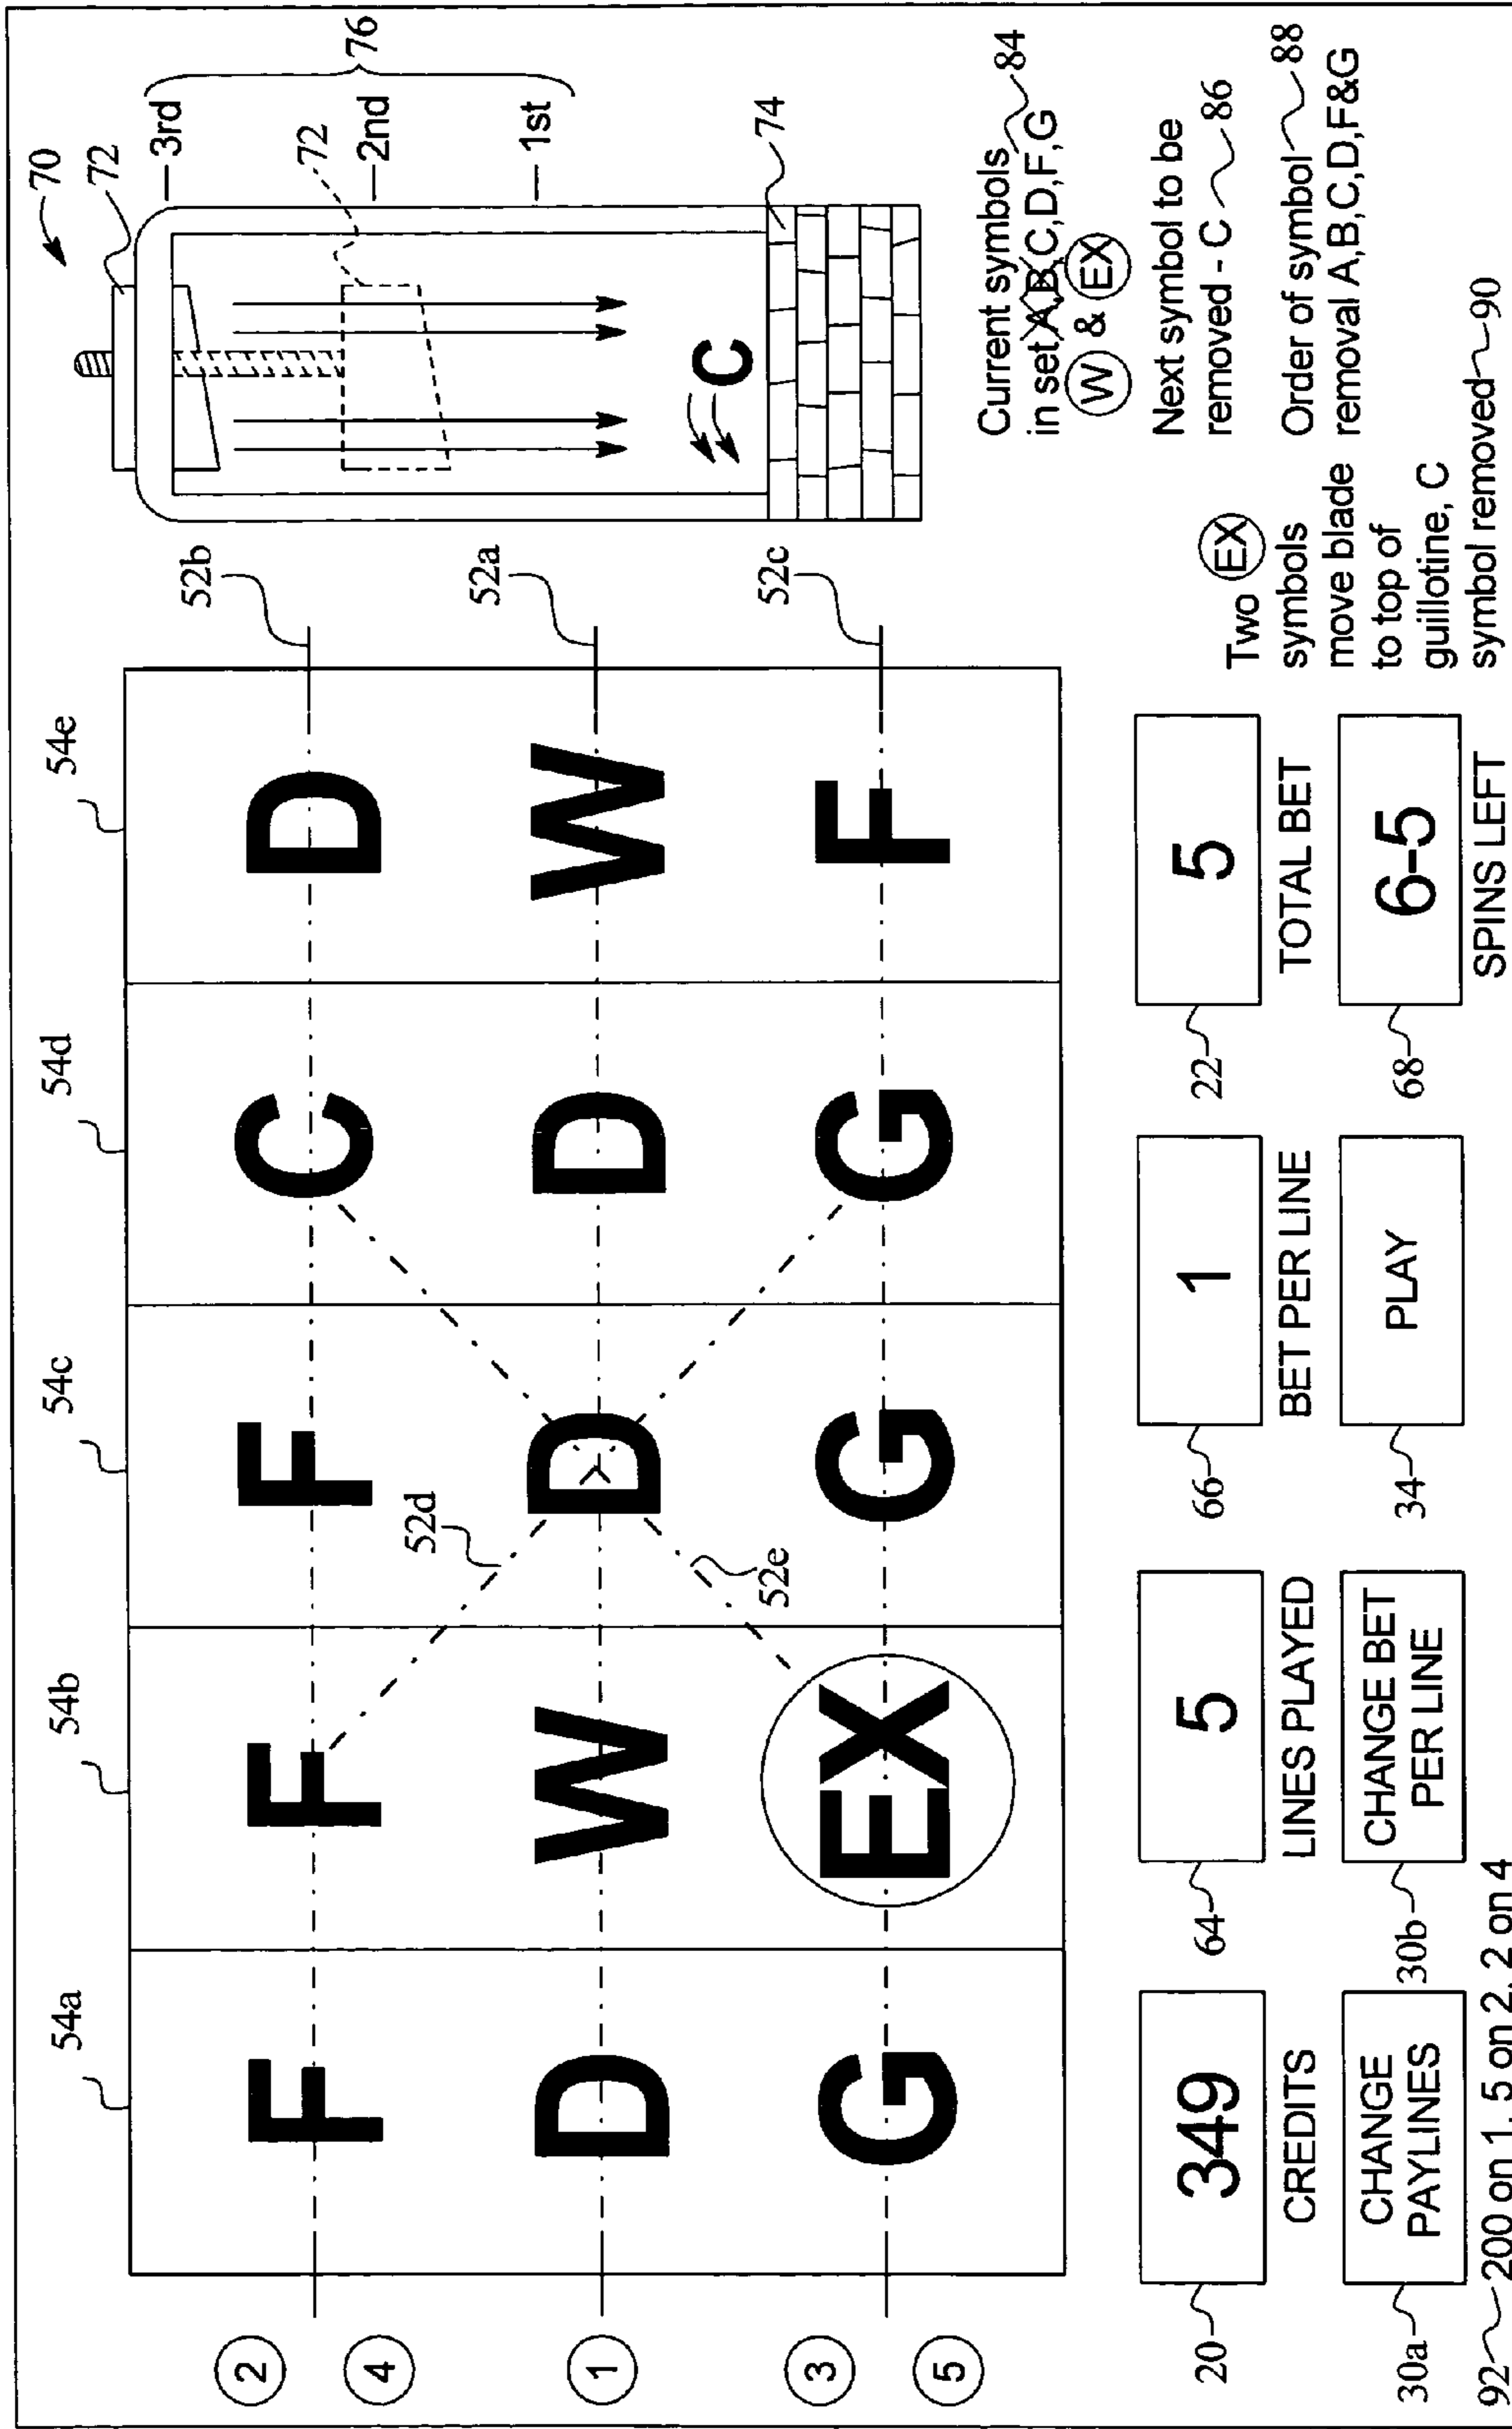 54a
54b
54c
54d
54e
70
72
3rd
2nd
1st
76
72
2
4
F
F
F
C
D
52b
52d
1
D
W
D
D
W
52a
52e
3
5
G
EX
G
G
F
52c
C
74
20
349
CREDITS
64
5
LINES PLAYED
66
1
BET PER LINE
22
5
TOTAL BET
30a
CHANGE
PAYLINES
30b
CHANGE BET
PER LINE
34
PLAY
68
6-5
SPINS LEFT
92 200 on 1, 5 on 2, 2 on 4
Current symbols 84
in set A,B,C,D,F,G
W & EX
Next symbol to be
removed - C 86
Order of symbol 88
removal A,B,C,D,F&G
Two EX
symbols
move blade
to top of
guillotine, C
symbol removed 90